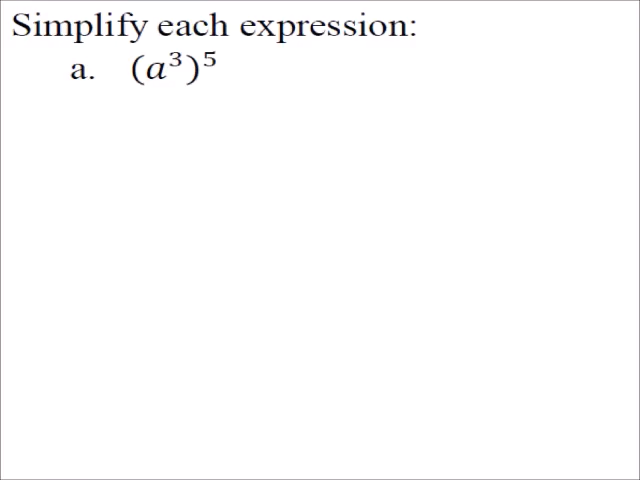 Simplify each expression:
a. (a³)⁵